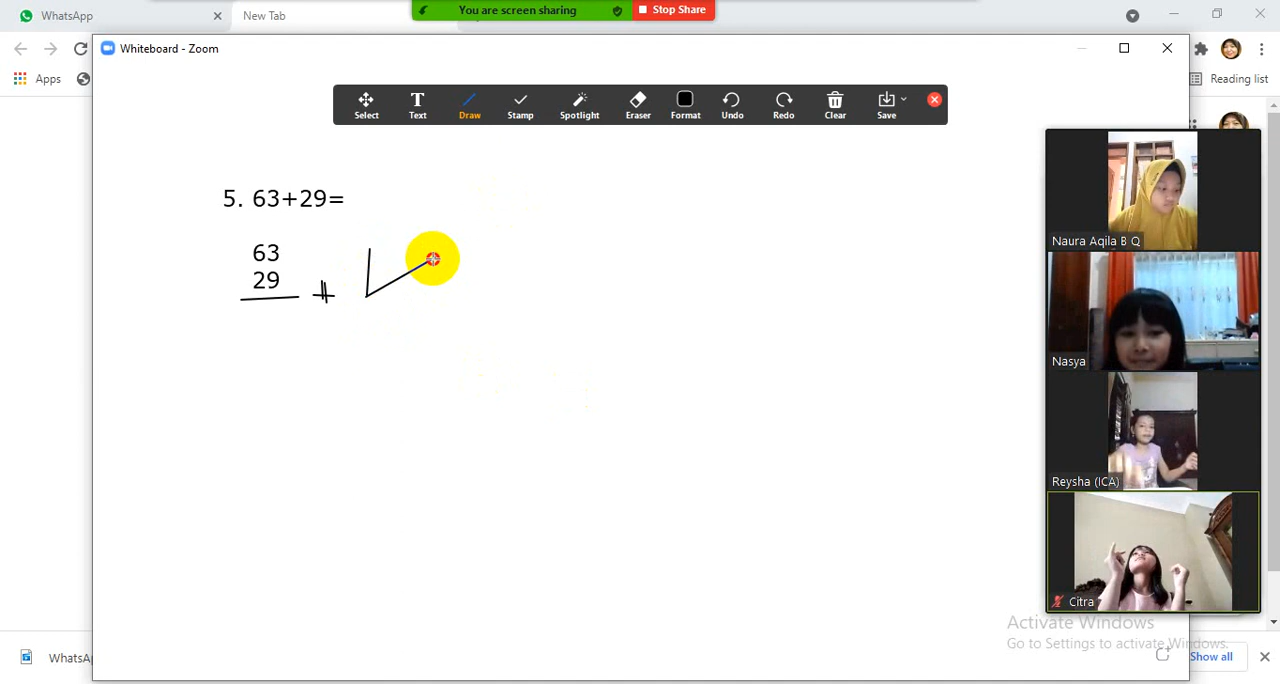 WhatsApp
New Tab
You are screen sharing
Stop Share
Whiteboard - Zoom
Apps
Reading list
Select
Text
Draw
Stamp
Spotlight
Eraser
Format
Undo
Redo
Clear
Save
5. 63+29=
63
29
+
Naura Aqila B Q
Nasya
Reysha (ICA)
Citra
Activate Windows
Go to Settings to activate Windows.
WhatsAp
Show all